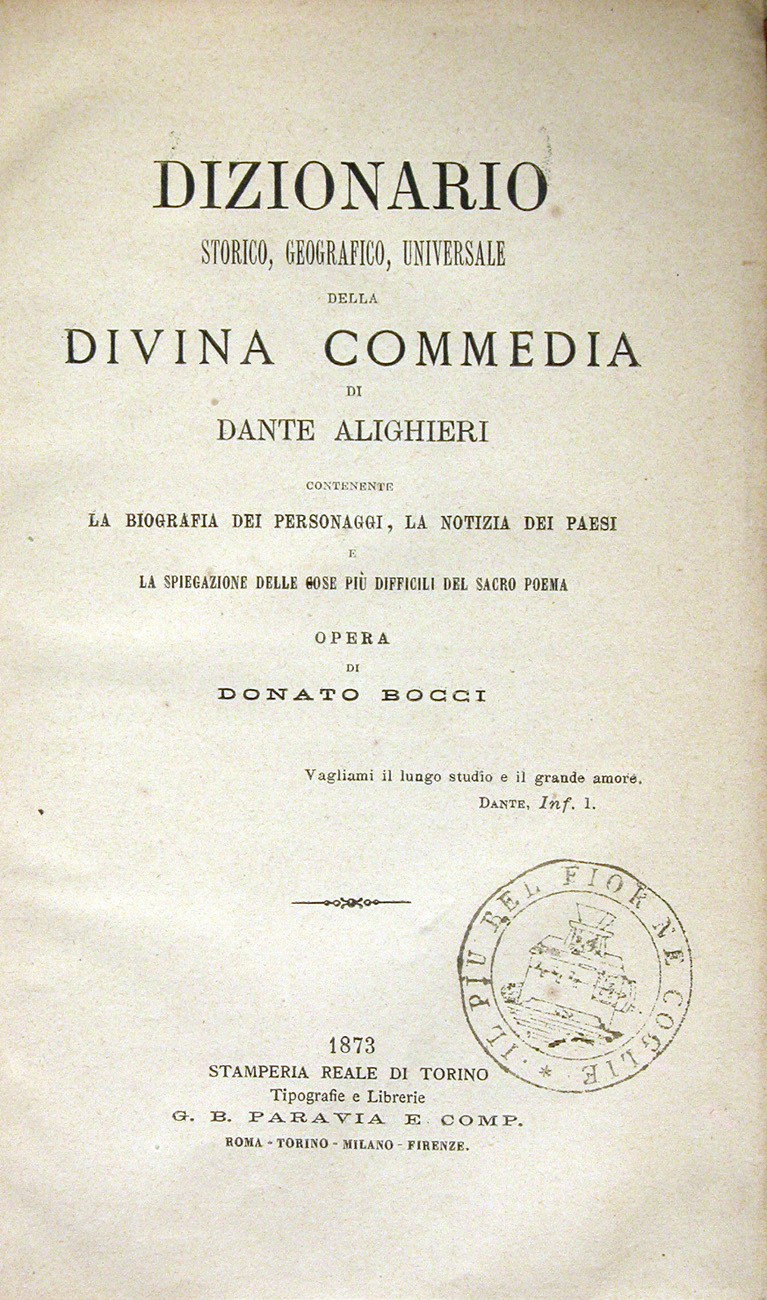 DIZIONARIO
STORICO, GEOGRAFICO, UNIVERSALE
DELLA
DIVINA COMMEDIA
DI
DANTE ALIGHIERI
CONTENENTE
LA BIOGRAFIA DEI PERSONAGGI, LA NOTIZIA DEI PAESI
E
LA SPIEGAZIONE DELLE COSE PIÙ DIFFICILI DEL SACRO POEMA
OPERA
DI
DONATO BOCCI
Vagliami il lungo studio e il grande amore.
DANTE, Inf. 1.
IL PIÙ BEL FIOR NE COGLIE *
1873
STAMPERIA REALE DI TORINO
Tipografie e Librerie
G. B. PARAVIA E COMP.
ROMA - TORINO - MILANO - FIRENZE.